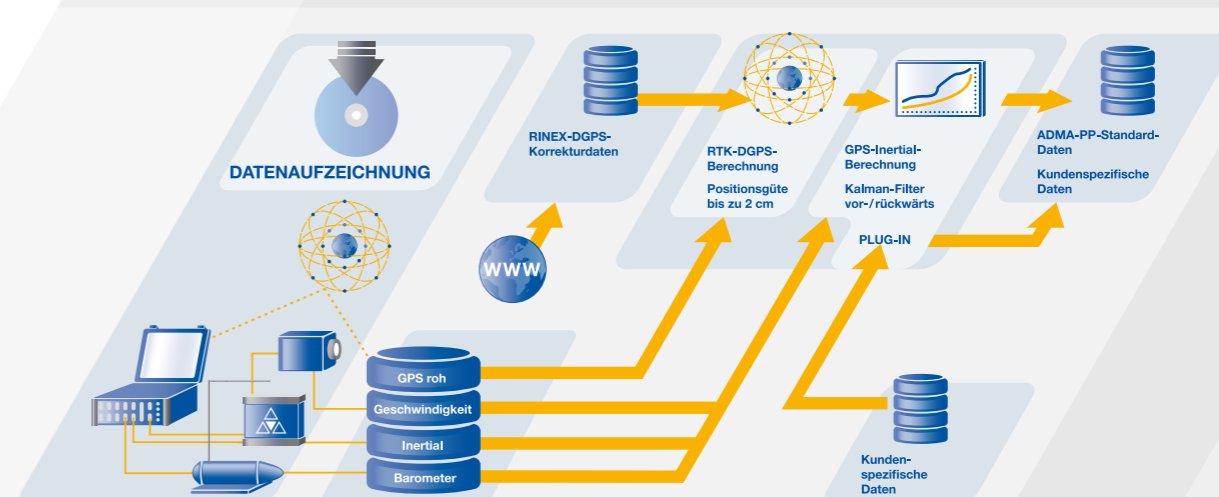 DATENAUFZEICHNUNG
RINEX-DGPS-
Korrekturdaten
RTK-DGPS-
Berechnung
Positionsgüte
bis zu 2 cm
GPS-Inertial-
Berechnung
Kalman-Filter
vor-/rückwärts
PLUG-IN
ADMA-PP-Standard-
Daten
Kundenspezifische
Daten
WWW
GPS roh
Geschwindigkeit
Inertial
Barometer
Kunden-
spezifische
Daten